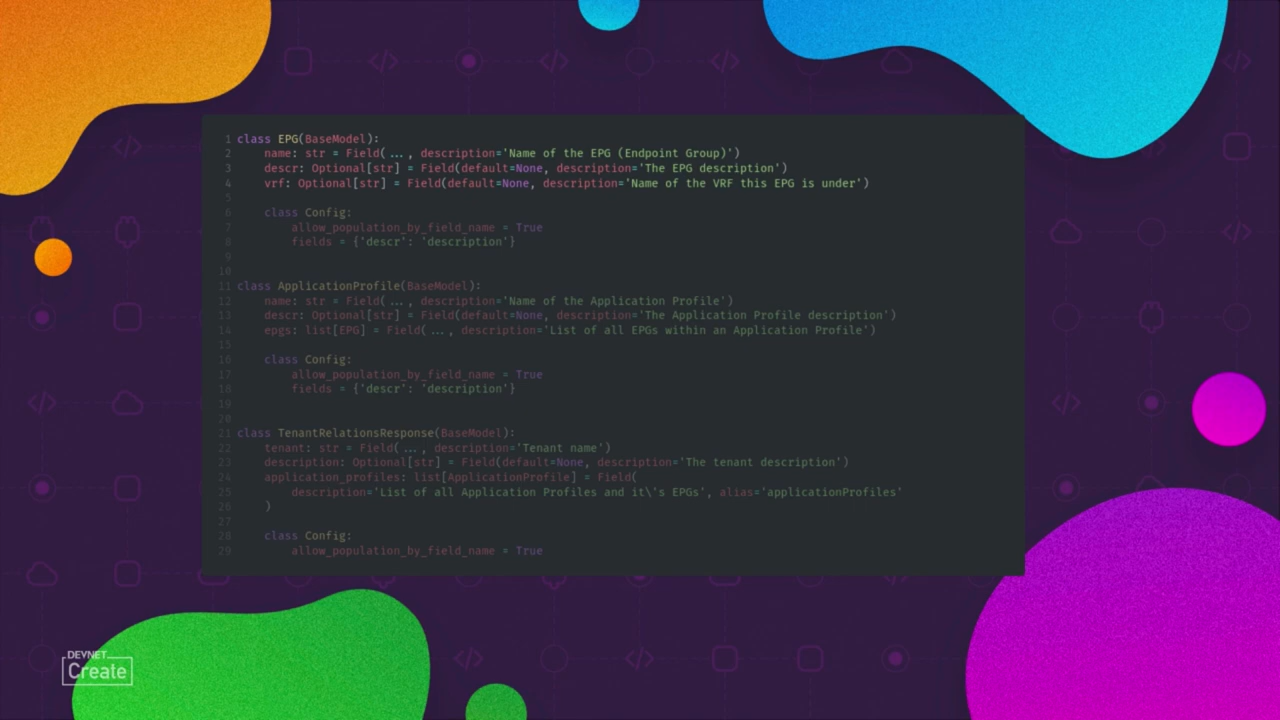 1 class EPG(BaseModel):
2     name: str = Field(..., description='Name of the EPG (Endpoint Group)')
3     descr: Optional[str] = Field(default=None, description='The EPG description')
4     vrf: Optional[str] = Field(default=None, description='Name of the VRF this EPG is under')
5
6     class Config:
7         allow_population_by_field_name = True
8         fields = {'descr': 'description'}
9
10
11 class ApplicationProfile(BaseModel):
12     name: str = Field(..., description='Name of the Application Profile')
13     descr: Optional[str] = Field(default=None, description='The Application Profile description')
14     epgs: list[EPG] = Field(..., description='List of all EPGs within an Application Profile')
15
16     class Config:
17         allow_population_by_field_name = True
18         fields = {'descr': 'description'}
19
20
21 class TenantRelationsResponse(BaseModel):
22     tenant: str = Field(..., description='Tenant name')
23     description: Optional[str] = Field(default=None, description='The tenant description')
24     application_profiles: list[ApplicationProfile] = Field(
25         description='List of all Application Profiles and it\'s EPGs', alias='applicationProfiles'
26     )
27
28     class Config:
29         allow_population_by_field_name = True
DEVNET
Create